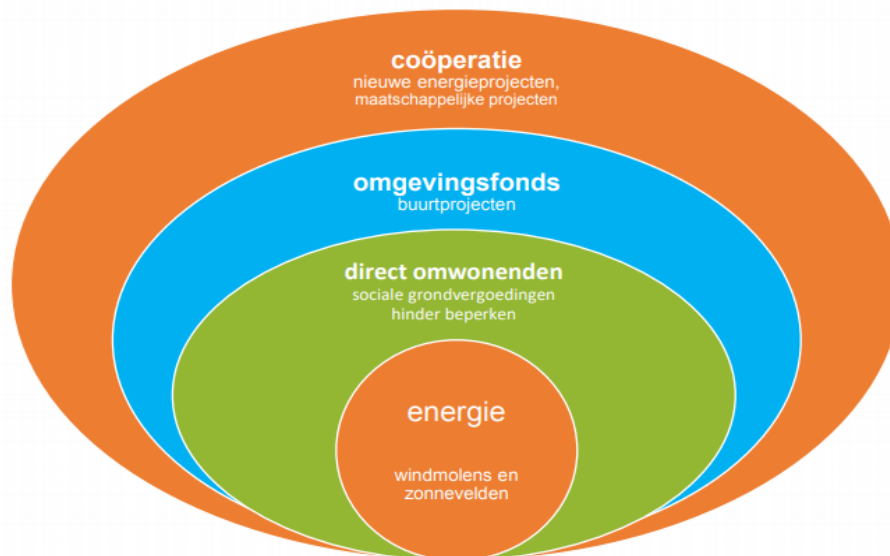 coöperatie
nieuwe energieprojecten,
maatschappelijke projecten
omgevingsfonds
buurtprojecten
direct omwonenden
sociale grondvergoedingen
hinder beperken
energie
windmolens en
zonnevelden